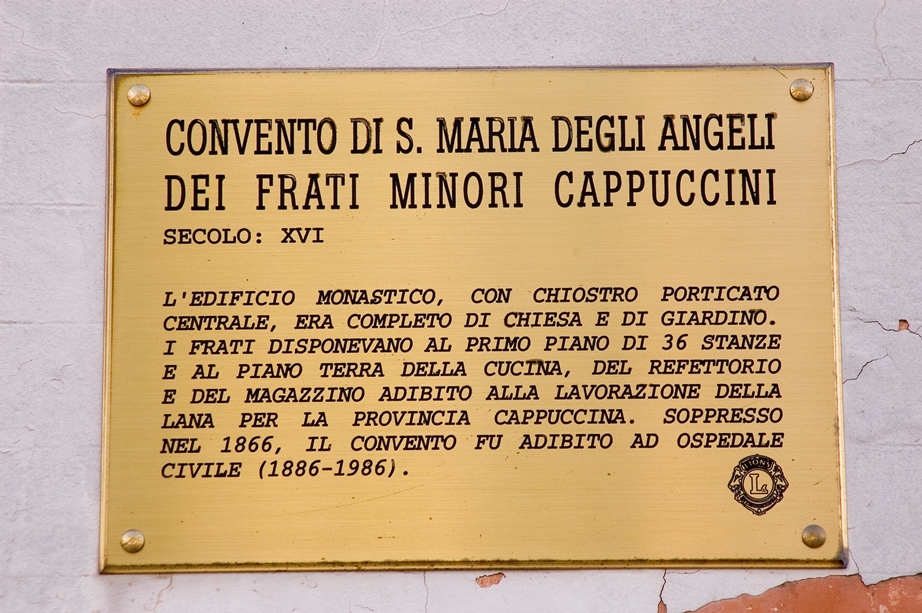 CONVENTO DI S. MARIA DEGLI ANGELI
DEI FRATI MINORI CAPPUCCINI
SECOLO: XVI
L'EDIFICIO MONASTICO, CON CHIOSTRO PORTICATO
CENTRALE, ERA COMPLETO DI CHIESA E DI GIARDINO.
I FRATI DISPONEVANO AL PRIMO PIANO DI 36 STANZE
E AL PIANO TERRA DELLA CUCINA, DEL REFETTORIO
E DEL MAGAZZINO ADIBITO ALLA LAVORAZIONE DELLA
LANA PER LA PROVINCIA CAPPUCCINA. SOPPRESSO
NEL 1866, IL CONVENTO FU ADIBITO AD OSPEDALE
CIVILE (1886-1986).
LIONS
L